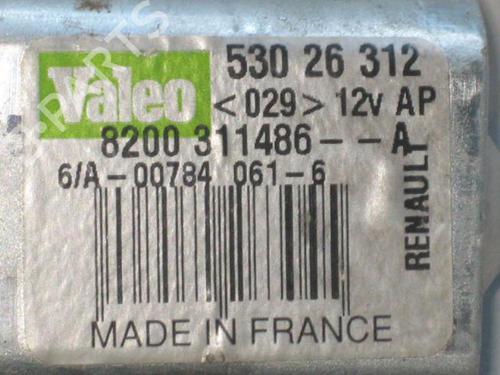 Valeo
530 26 312
<029> 12v AP
8200 311486--A
6/A-00784 061-6
RENAULT
MADE IN FRANCE